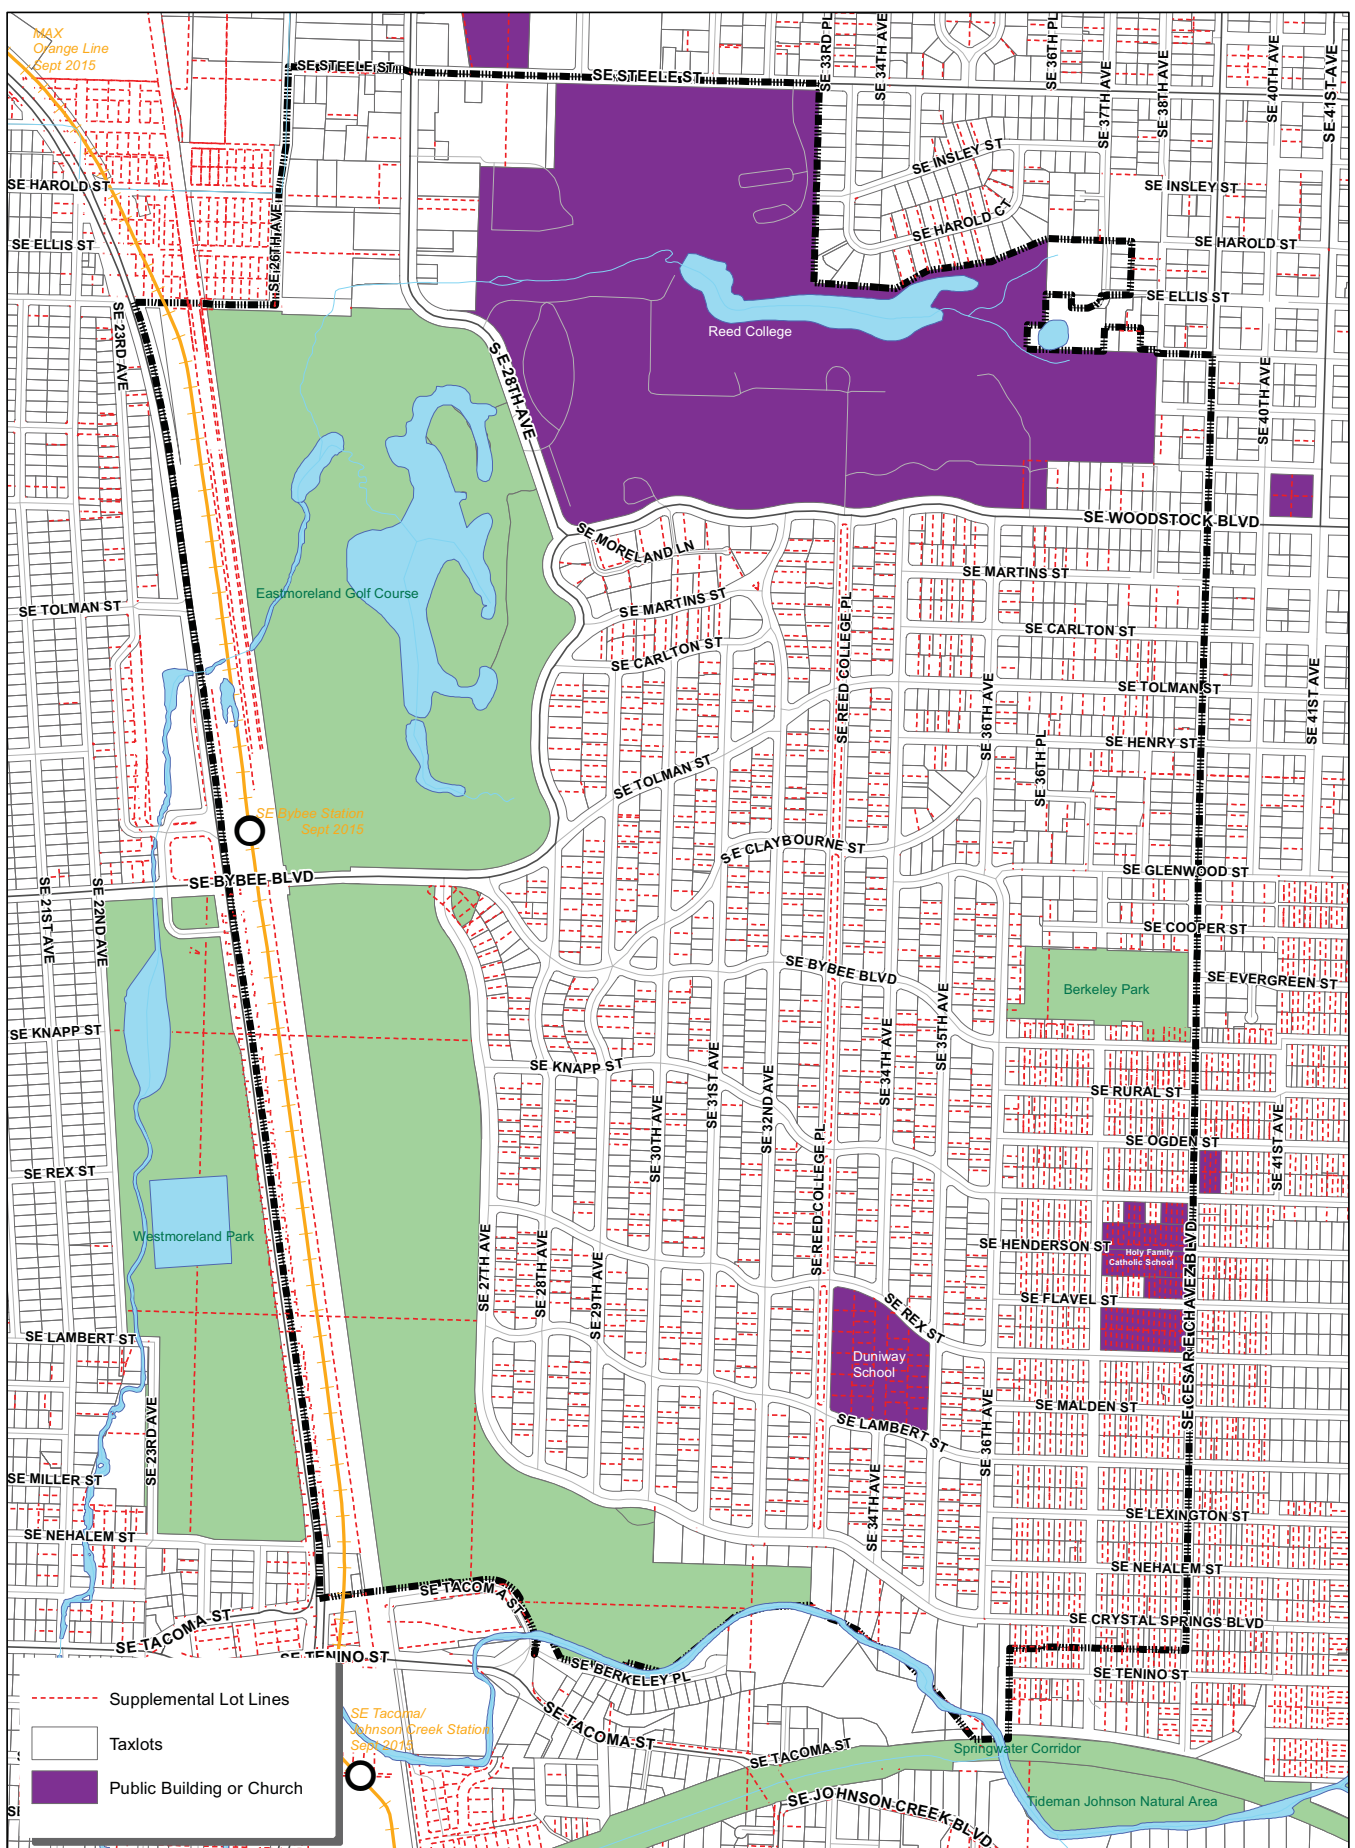 MAX
Orange Line
Sept 2015
SE STEELE ST
SE STEELE ST
SE 33RD PL
SE 34TH AVE
SE 36TH PL
SE 37TH AVE
SE 38TH AVE
SE 40TH AVE
SE 41ST AVE
SE INSLEY ST
SE INSLEY ST
SE HAROLD ST
SE HAROLD CT
SE HAROLD ST
SE ELLIS ST
SE 26TH AVE
SE ELLIS ST
SE 23RD AVE
Reed College
SE 28TH AVE
SE 40TH AVE
SE WOODSTOCK BLVD
SE MORELAND LN
SE MARTINS ST
Eastmoreland Golf Course
SE TOLMAN ST
SE MARTINS ST
SE CARLTON ST
SE CARLTON ST
SE REED COLLEGE PL
SE TOLMAN ST
SE 36TH AVE
SE 41ST AVE
SE HENRY ST
SE 36TH PL
SE TOLMAN ST
SE Bybee Station
Sept 2015
SE CLAYBOURNE ST
SE GLENWOOD ST
SE BYBEE BLVD
SE 21ST AVE
SE 22ND AVE
SE COOPER ST
SE BYBEE BLVD
SE EVERGREEN ST
Berkeley Park
SE KNAPP ST
SE KNAPP ST
SE 35TH AVE
SE 34TH AVE
SE 31ST AVE
SE 32ND AVE
SE 30TH AVE
SE RURAL ST
SE OGDEN ST
SE 41ST AVE
SE REX ST
SE REED COLLEGE PL
Westmoreland Park
SE HENDERSON ST
Holy Family
Catholic School
SE CESAR E CHAVEZ BLVD
SE 27TH AVE
SE 28TH AVE
SE 29TH AVE
SE FLAVEL ST
SE REX ST
SE LAMBERT ST
Duniway
School
SE MALDEN ST
SE LAMBERT ST
SE 36TH AVE
SE 23RD AVE
SE MILLER ST
SE 34TH AVE
SE LEXINGTON ST
SE NEHALEM ST
SE NEHALEM ST
SE TACOMA ST
SE TACOMA ST
SE CRYSTAL SPRINGS BLVD
SE TENINO ST
SE BERKELEY PL
SE TENINO ST
Supplemental Lot Lines
Taxlots
Public Building or Church
SE Tacoma/
Johnson Creek Station
Sept 2015
SE TACOMA ST
SE TACOMA ST
Springwater Corridor
SE JOHNSON CREEK BLVD
Tideman Johnson Natural Area